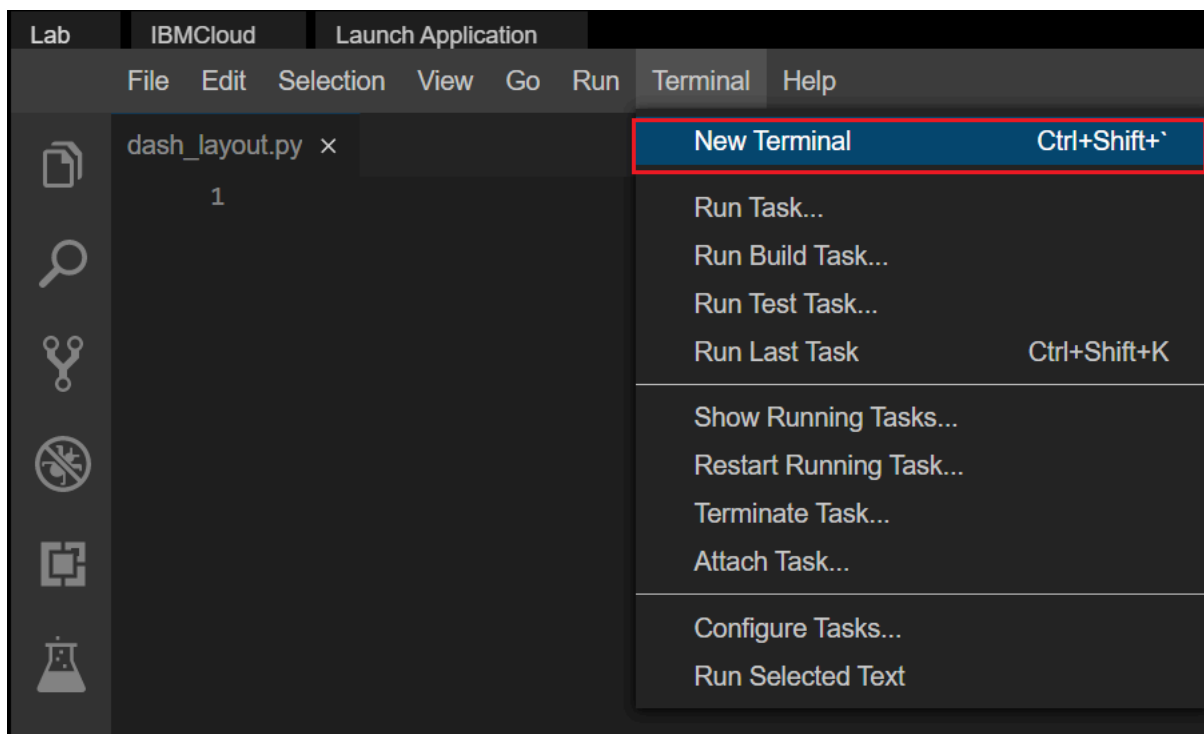 Lab IBMCloud Launch Application
File Edit Selection View Go Run Terminal Help
dash_layout.py ×
1
New Terminal Ctrl+Shift+`
Run Task...
Run Build Task...
Run Test Task...
Run Last Task Ctrl+Shift+K
Show Running Tasks...
Restart Running Task...
Terminate Task...
Attach Task...
Configure Tasks...
Run Selected Text